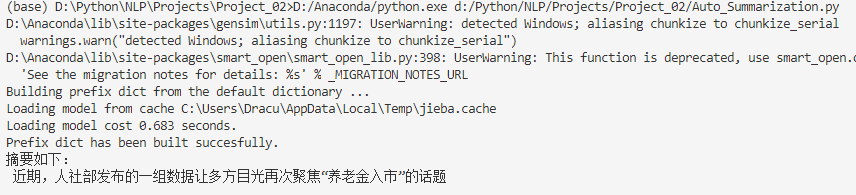 (base) D:\Python\NLP\Projects\Project_02>D:/Anaconda/python.exe d:/Python/NLP/Projects/Project_02/Auto_Summarization.py
D:\Anaconda\lib\site-packages\gensim\utils.py:1197: UserWarning: detected Windows; aliasing chunkize to chunkize_serial
  warnings.warn("detected Windows; aliasing chunkize to chunkize_serial")
D:\Anaconda\lib\site-packages\smart_open\smart_open_lib.py:398: UserWarning: This function is deprecated, use smart_open.
  'See the migration notes for details: %s' % _MIGRATION_NOTES_URL
Building prefix dict from the default dictionary ...
Loading model from cache C:\Users\Dracu\AppData\Local\Temp\jieba.cache
Loading model cost 0.683 seconds.
Prefix dict has been built succesfully.
摘要如下：
 近期，人社部发布的一组数据让多方目光再次聚焦“养老金入市”的话题